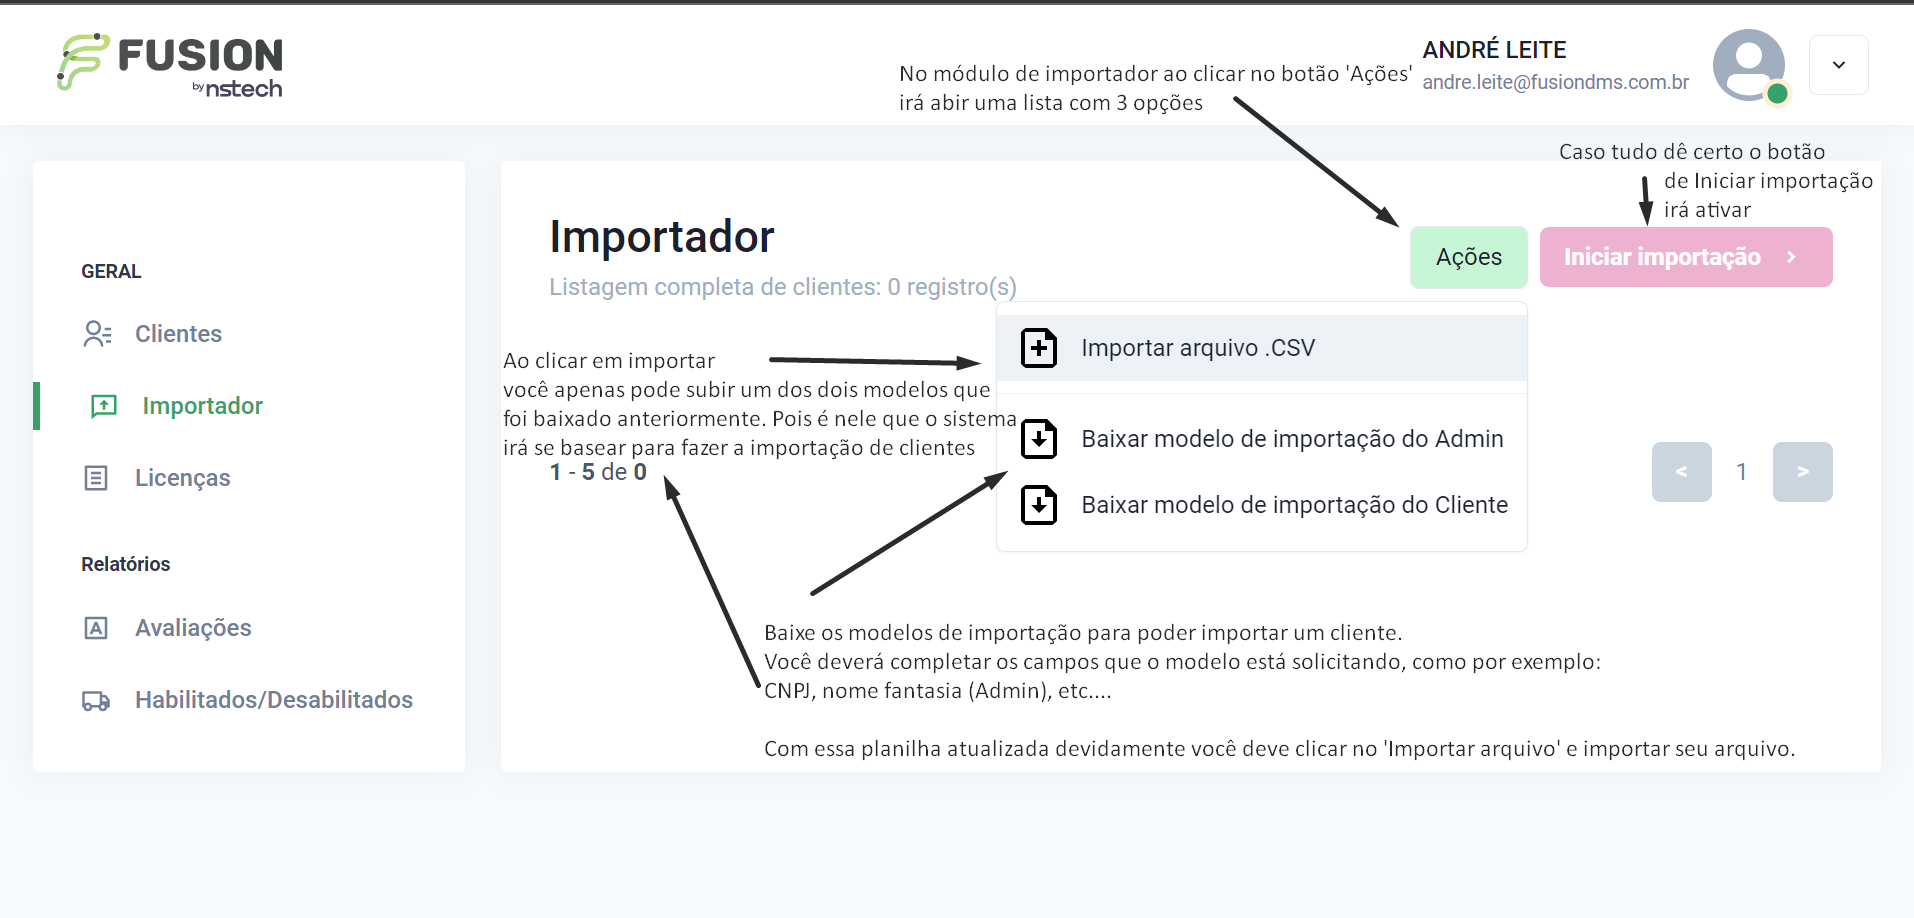 FUSION
by nstech
No módulo de importador ao clicar no botão 'Ações'
irá abir uma lista com 3 opções
ANDRÉ LEITE
andre.leite@fusiondms.com.br
Caso tudo dê certo o botão
de Iniciar importação
irá ativar
GERAL
Clientes
Importador
Licenças
Relatórios
Avaliações
Habilitados/Desabilitados
Importador
Listagem completa de clientes: 0 registro(s)
Ações
Iniciar importação >
Importar arquivo .CSV
Baixar modelo de importação do Admin
Baixar modelo de importação do Cliente
Ao clicar em importar
você apenas pode subir um dos dois modelos que
foi baixado anteriormente. Pois é nele que o sistema
irá se basear para fazer a importação de clientes
1 - 5 de 0
< 1 >
Baixe os modelos de importação para poder importar um cliente.
Você deverá completar os campos que o modelo está solicitando, como por exemplo:
CNPJ, nome fantasia (Admin), etc....
Com essa planilha atualizada devidamente você deve clicar no 'Importar arquivo' e importar seu arquivo.